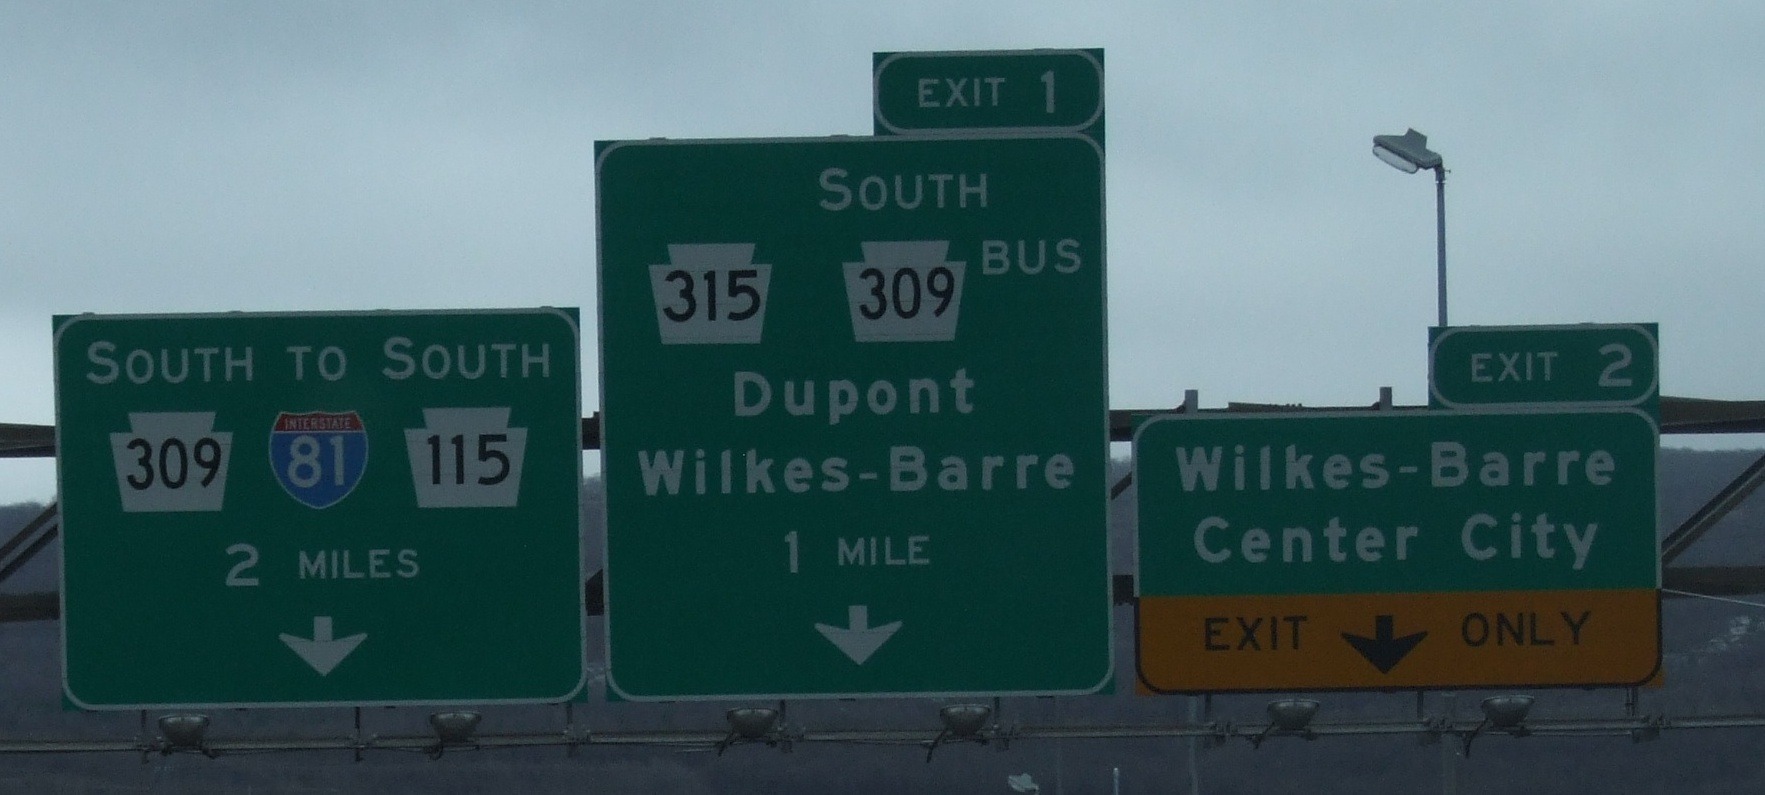 SOUTH TO SOUTH
309 INTERSTATE 81 115
2 MILES
EXIT 1
SOUTH
315 309 BUS
Dupont
Wilkes-Barre
1 MILE
EXIT 2
Wilkes-Barre
Center City
EXIT ONLY